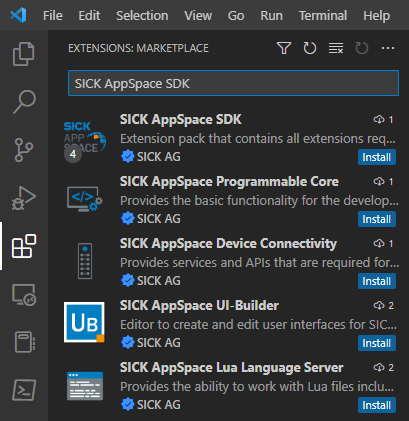 File Edit Selection View Go Run Terminal Help
EXTENSIONS: MARKETPLACE
SICK AppSpace SDK
SICK AppSpace SDK 1
Extension pack that contains all extensions req...
SICK AG Install
SICK APP SPACE
4
SICK AppSpace Programmable Core 1
Provides the basic functionality for the develop...
SICK AG Install
SICK AppSpace Device Connectivity 1
Provides services and APIs that are required for...
SICK AG Install
UB
SICK AppSpace UI-Builder 2
Editor to create and edit user interfaces for SIC...
SICK AG Install
SICK AppSpace Lua Language Server 2
Provides the ability to work with Lua files inclu...
SICK AG Install